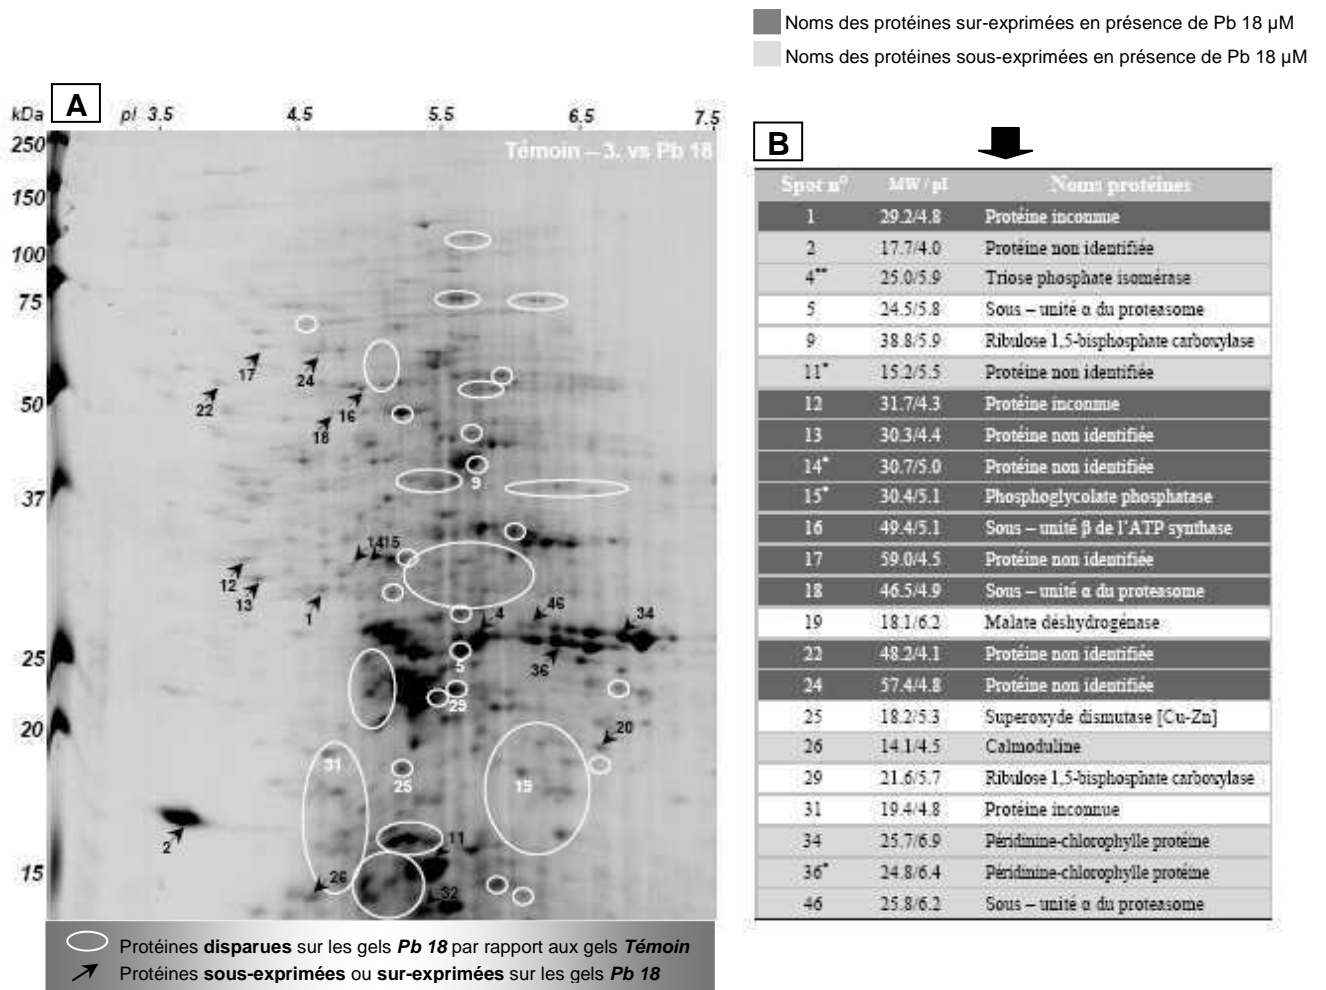 Noms des protéines sur-exprimées en présence de Pb 18 µM
Noms des protéines sous-exprimées en présence de Pb 18 µM
A
kDa pI 3.5 4.5 5.5 6.5 7.5
Témoin – 3. vs Pb 18
250
150
100
75
50
37
25
20
15
17
24
22
16
18
9
14 15
12
13
1
4
46
34
5
36
29
20
31
25
19
2
11
26
32
Protéines disparues sur les gels Pb 18 par rapport aux gels Témoin
Protéines sous-exprimées ou sur-exprimées sur les gels Pb 18
B
Spot n° MW / pI Noms protéines
1 29.2/4.8 Protéine inconnue
2 17.7/4.0 Protéine non identifiée
4** 25.0/5.9 Triose phosphate isomérase
5 24.5/5.8 Sous – unité α du proteasome
9 38.8/5.9 Ribulose 1,5-bisphosphate carboxylase
11* 15.2/5.5 Protéine non identifiée
12 31.7/4.3 Protéine inconnue
13 30.3/4.4 Protéine non identifiée
14* 30.7/5.0 Protéine non identifiée
15* 30.4/5.1 Phosphoglycolate phosphatase
16 49.4/5.1 Sous – unité β de l'ATP synthase
17 59.0/4.5 Protéine non identifiée
18 46.5/4.9 Sous – unité α du proteasome
19 18.1/6.2 Malate déshydrogénase
22 48.2/4.1 Protéine non identifiée
24 57.4/4.8 Protéine non identifiée
25 18.2/5.3 Superoxyde dismutase [Cu-Zn]
26 14.1/4.5 Calmoduline
29 21.6/5.7 Ribulose 1,5-bisphosphate carboxylase
31 19.4/4.8 Protéine inconnue
34 25.7/6.9 Péridinine-chlorophylle protéine
36* 24.8/6.4 Péridinine-chlorophylle protéine
46 25.8/6.2 Sous – unité α du proteasome